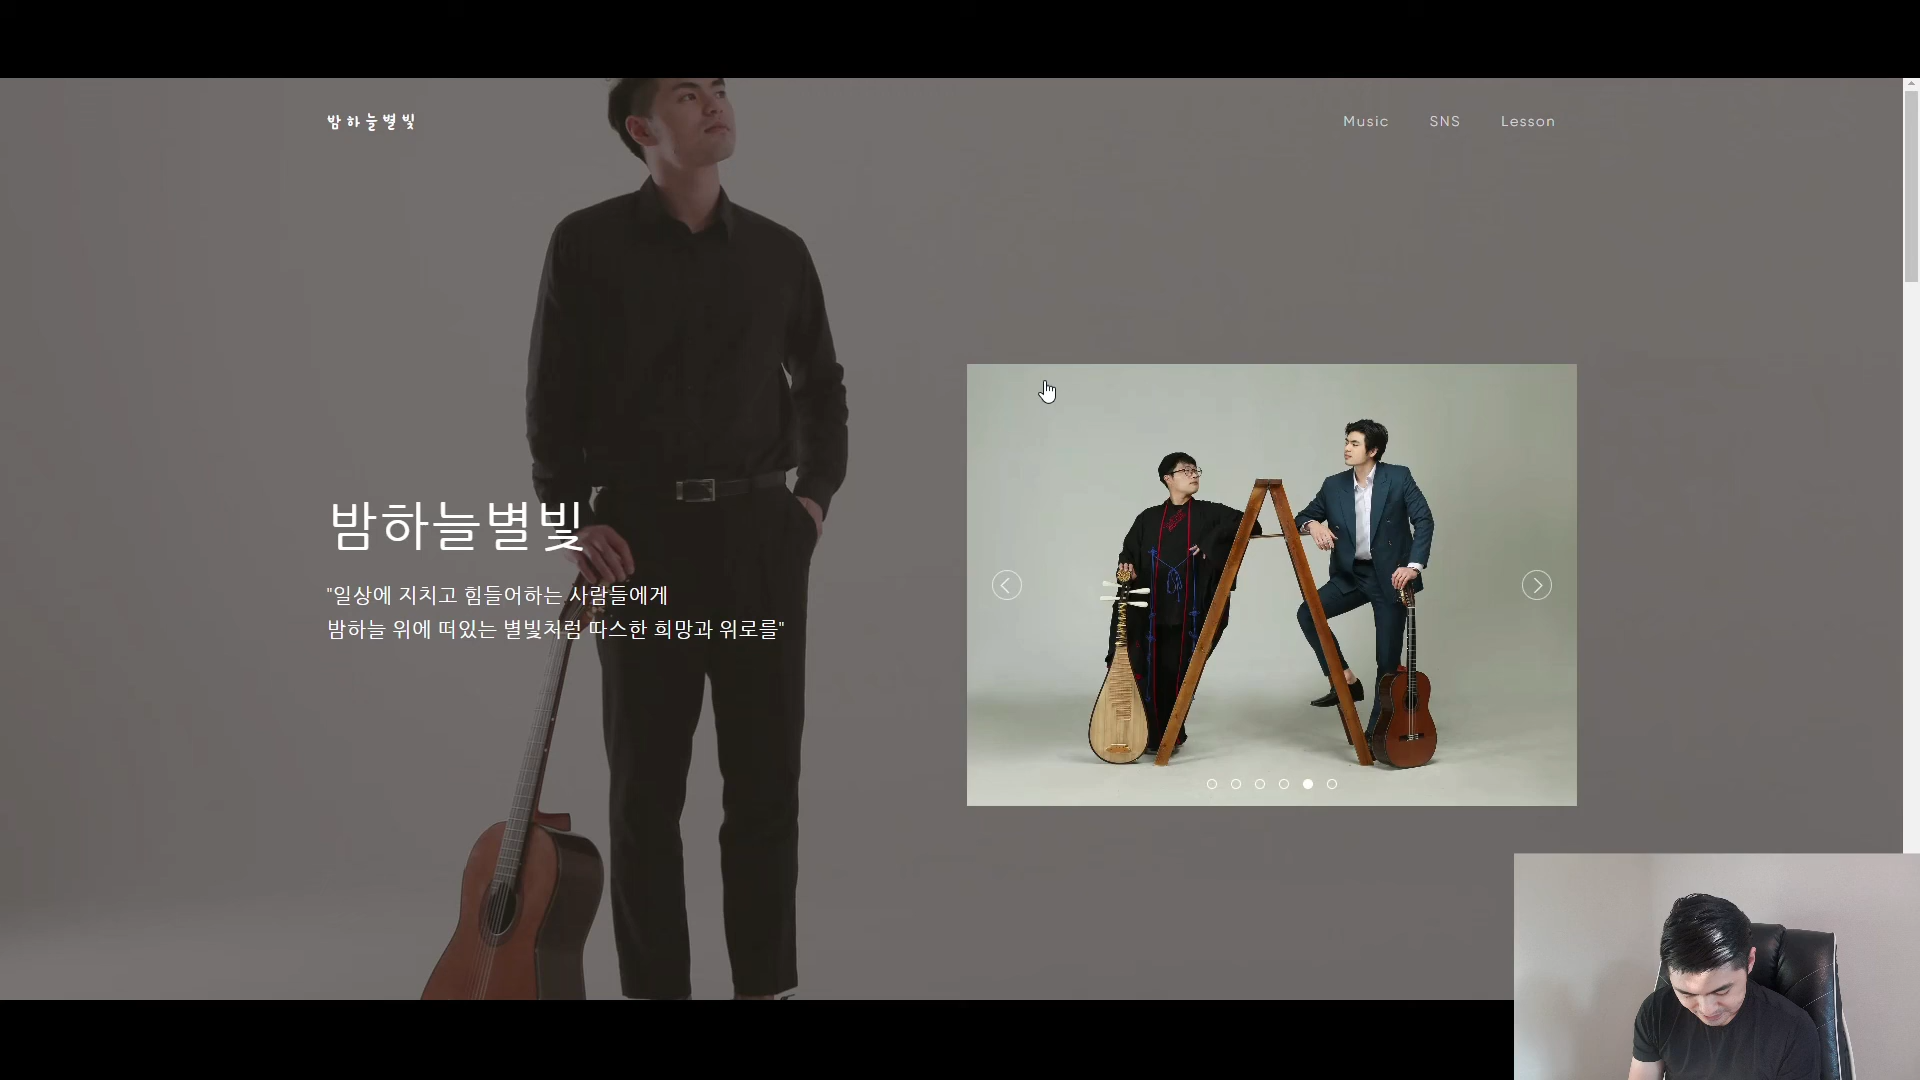 밤하늘별빛
Music
SNS
Lesson
밤하늘별빛
"일상에 지치고 힘들어하는 사람들에게
밤하늘 위에 떠있는 별빛처럼 따스한 희망과 위로를"